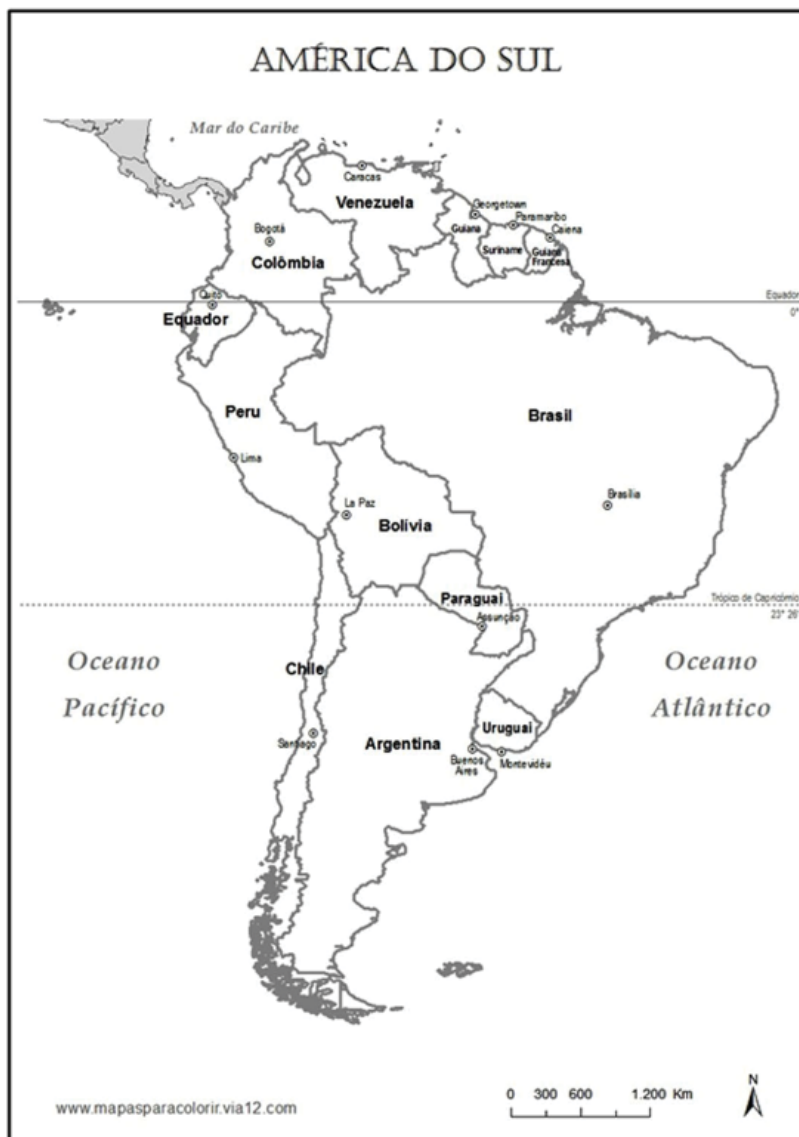 AMÉRICA DO SUL
Mar do Caribe
Caracas
Venezuela
Georgetown
Paramaribo
Caiena
Guiana
Suriname
Guiana
Francesa
Bogotá
Colômbia
Quito
Equador
Equador
0°
Peru
Brasil
Lima
Brasília
La Paz
Bolívia
Paraguai
Trópico de Capricórnio
23° 26'
Assunção
Oceano
Pacífico
Chile
Oceano
Atlântico
Santiago
Argentina
Uruguai
Buenos
Aires
Montevidéu
www.mapasparacolorir.via12.com
0 300 600 1.200 Km
N